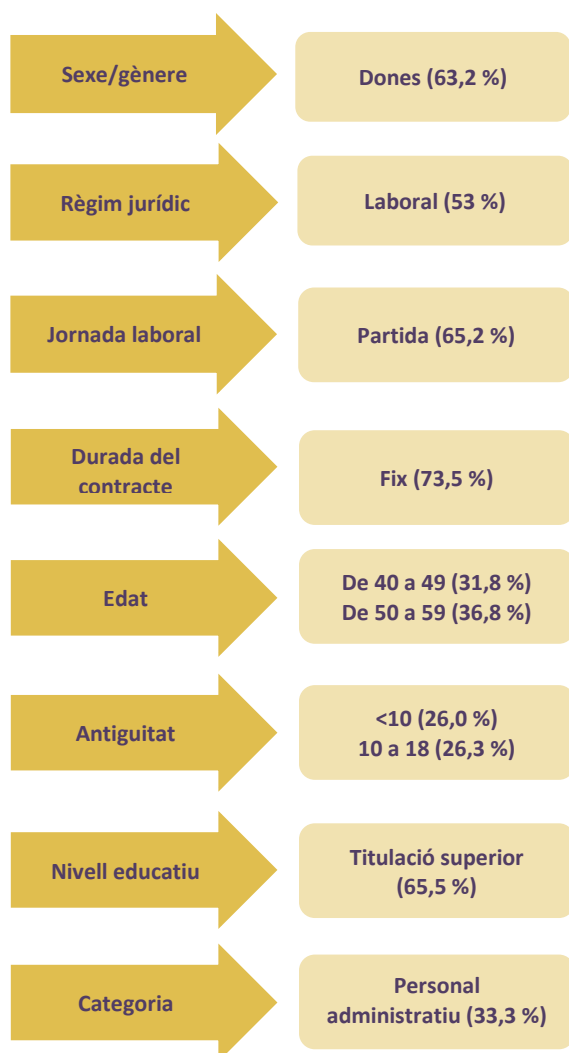 Sexe/gènere
Dones (63,2 %)
Règim jurídic
Laboral (53 %)
Jornada laboral
Partida (65,2 %)
Durada del
contracte
Fix (73,5 %)
Edat
De 40 a 49 (31,8 %)
De 50 a 59 (36,8 %)
Antiguitat
<10 (26,0 %)
10 a 18 (26,3 %)
Nivell educatiu
Titulació superior
(65,5 %)
Categoria
Personal
administratiu (33,3 %)